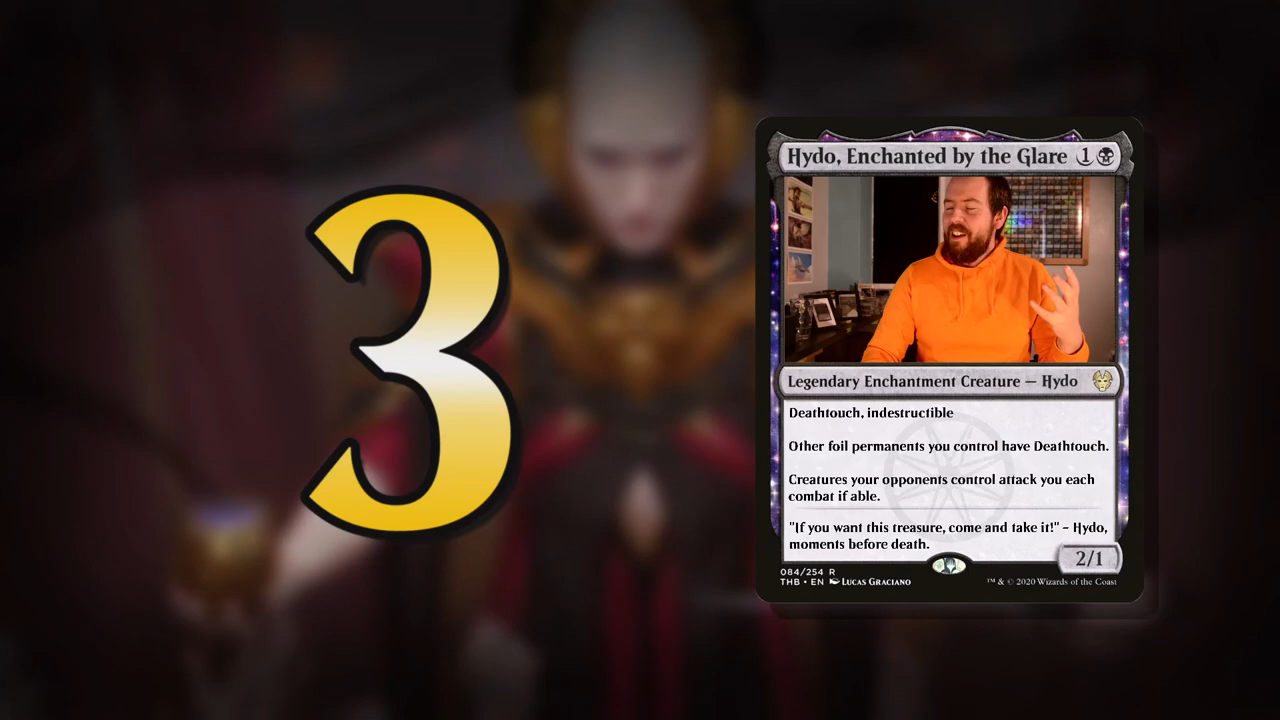 3
Hydo, Enchanted by the Glare 1
Legendary Enchantment Creature — Hydo
Deathtouch, indestructible
Other foil permanents you control have Deathtouch.
Creatures your opponents control attack you each
combat if able.
"If you want this treasure, come and take it!" – Hydo,
moments before death.
2/1
084/254 R
THB • EN Lucas Graciano
™ & © 2020 Wizards of the Coast